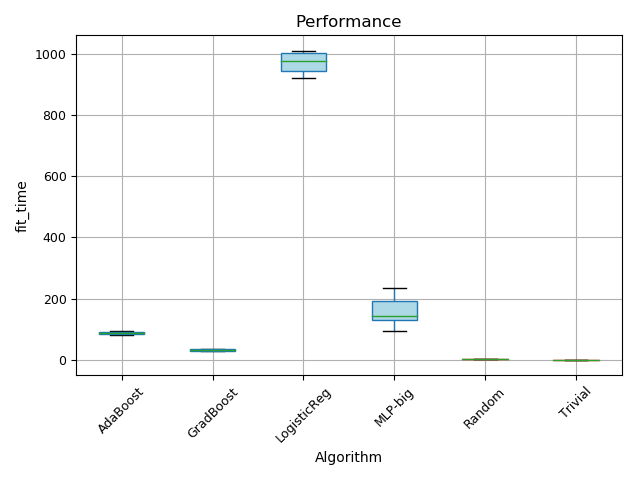 Performance
1000
800
600
400
200
0
fit_time
AdaBoost
GradBoost
LogisticReg
MLP-big
Random
Trivial
Algorithm